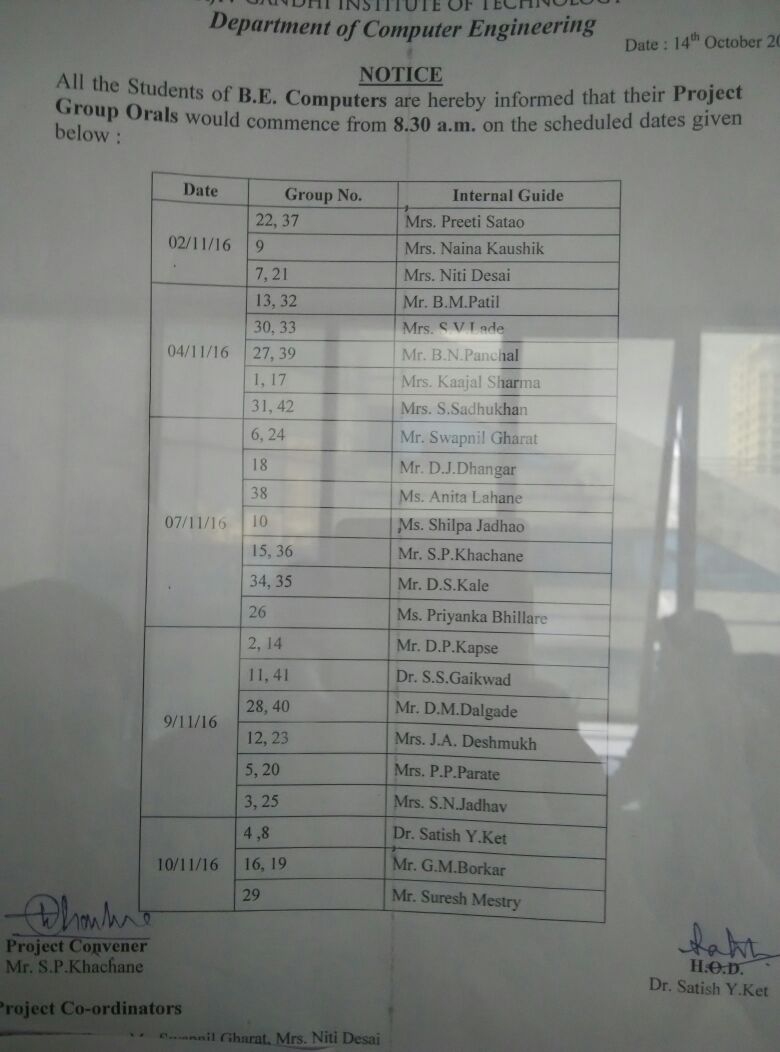 GANDHI INSTITUTE OF TECHNOLOGY
Department of Computer Engineering
Date : 14th October 20
NOTICE
All the Students of B.E. Computers are hereby informed that their Project
Group Orals would commence from 8.30 a.m. on the scheduled dates given
below :
Date Group No. Internal Guide
02/11/16
22, 37 Mrs. Preeti Satao
9 Mrs. Naina Kaushik
7, 21 Mrs. Niti Desai
04/11/16
13, 32 Mr. B.M.Patil
30, 33 Mrs. S.V.Lade
27, 39 Mr. B.N.Panchal
1, 17 Mrs. Kaajal Sharma
31, 42 Mrs. S.Sadhukhan
07/11/16
6, 24 Mr. Swapnil Gharat
18 Mr. D.J.Dhangar
38 Ms. Anita Lahane
10 Ms. Shilpa Jadhao
15, 36 Mr. S.P.Khachane
34, 35 Mr. D.S.Kale
26 Ms. Priyanka Bhillare
9/11/16
2, 14 Mr. D.P.Kapse
11, 41 Dr. S.S.Gaikwad
28, 40 Mr. D.M.Dalgade
12, 23 Mrs. J.A. Deshmukh
5, 20 Mrs. P.P.Parate
3, 25 Mrs. S.N.Jadhav
10/11/16
4 ,8 Dr. Satish Y.Ket
16, 19 Mr. G.M.Borkar
29 Mr. Suresh Mestry
Project Convener
Mr. S.P.Khachane
H.O.D.
Dr. Satish Y.Ket
Project Co-ordinators
Swapnil Gharat, Mrs. Niti Desai